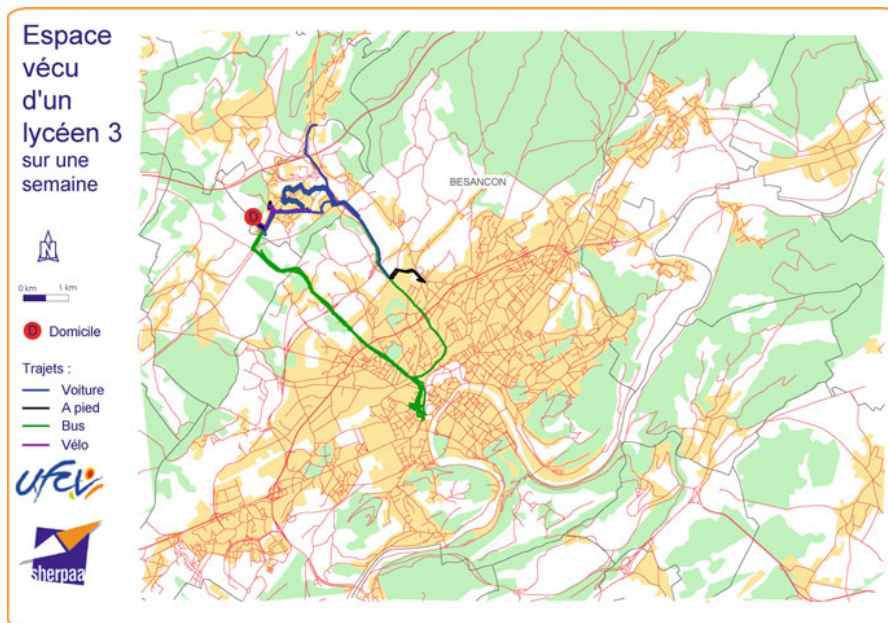 Espace
vécu
d'un
lycéen 3
sur une
semaine
N
0 km 1 km
D Domicile
Trajets :
Voiture
A pied
Bus
Vélo
ufcv
sherpaa
BESANCON
D